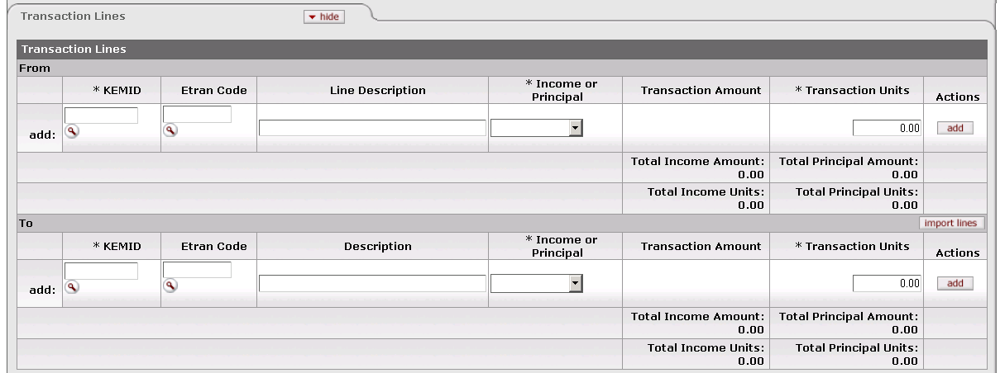 Transaction Lines
hide
Transaction Lines
From
* KEMID Etran Code Line Description * Income or Principal Transaction Amount * Transaction Units Actions
add: 0.00 add
Total Income Amount: 0.00 Total Principal Amount: 0.00
Total Income Units: 0.00 Total Principal Units: 0.00
To import lines
* KEMID Etran Code Description * Income or Principal Transaction Amount * Transaction Units Actions
add: 0.00 add
Total Income Amount: 0.00 Total Principal Amount: 0.00
Total Income Units: 0.00 Total Principal Units: 0.00